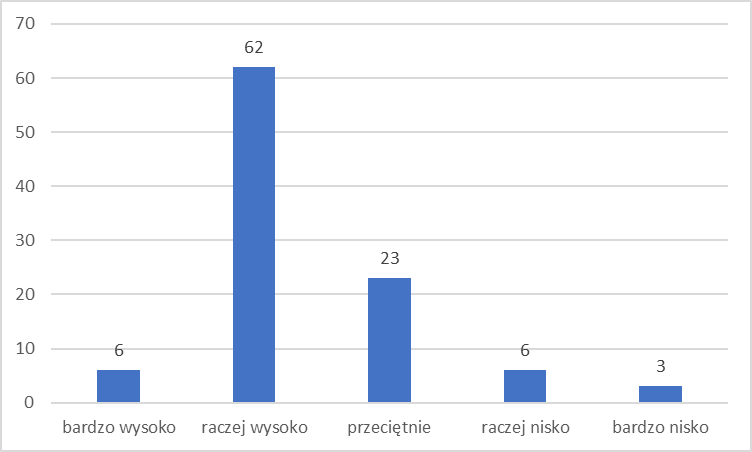 70
60
50
40
30
20
10
0
6
62
23
6
3
bardzo wysoko
raczej wysoko
przeciętnie
raczej nisko
bardzo nisko